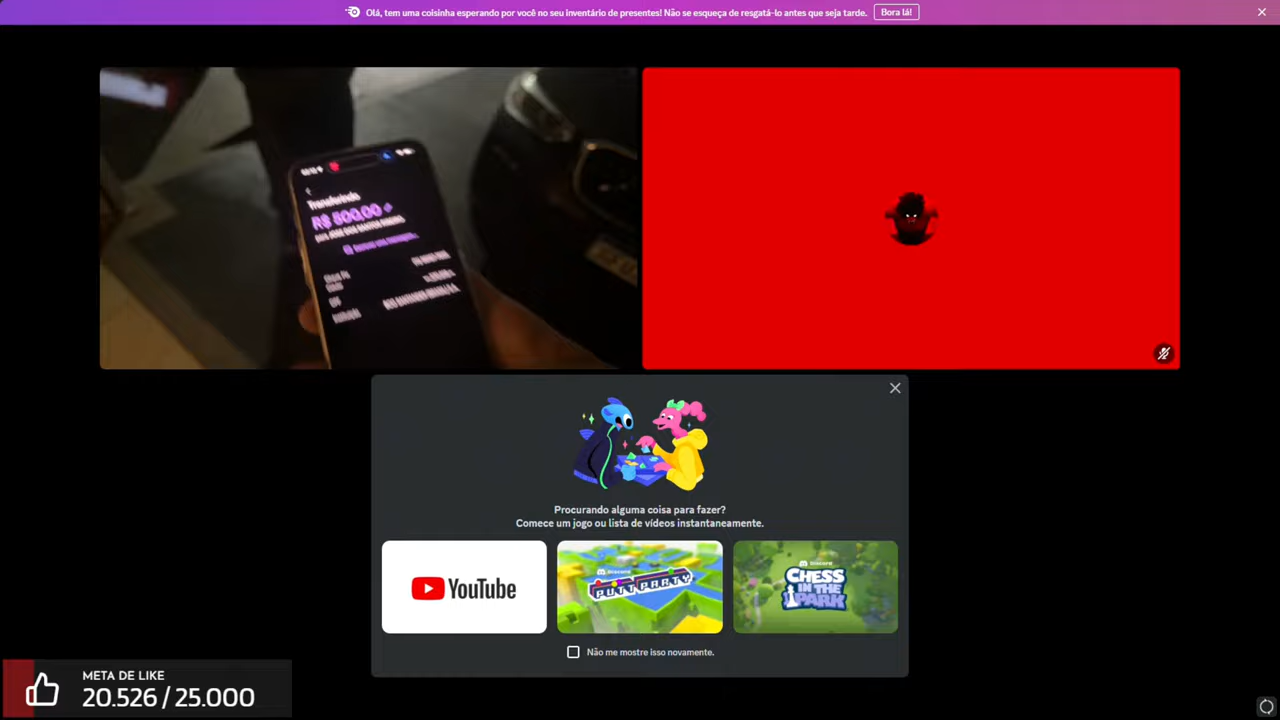 Olá, tem uma coisinha esperando por você no seu inventário de presentes! Não se esqueça de resgatá-lo antes que seja tarde.
Bora lá!
Transferindo
R$ 500,00
Procurando alguma coisa para fazer?
Comece um jogo ou lista de vídeos instantaneamente.
YouTube
Discord
PUTT PARTY
Discord
CHESS
IN THE
PARK
Não me mostre isso novamente.
META DE LIKE
20.526 / 25.000